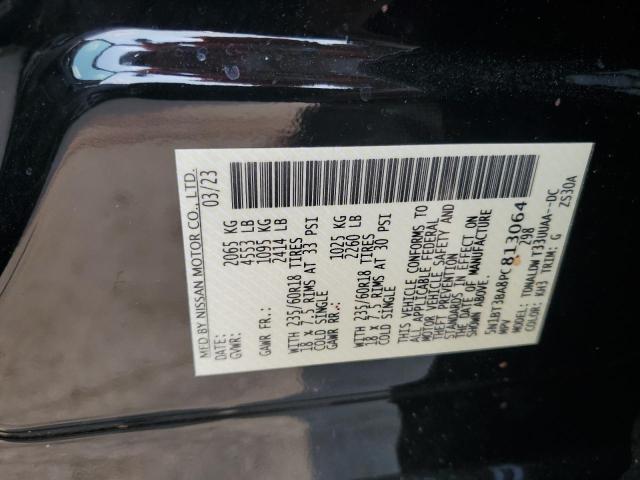 MFD BY NISSAN MOTOR CO., LTD.
DATE: 03/23
GVWR: 2065 KG
4553 LB
GAWR FR.: 1095 KG
2414 LB
WITH 235/60R18 TIRES
18 X 7.5 RIMS AT 33 PSI
COLD SINGLE
GAWR RR.: 1025 KG
2260 LB
WITH 235/60R18 TIRES
18 X 7.5 RIMS AT 30 PSI
COLD SINGLE
THIS VEHICLE CONFORMS TO
ALL APPLICABLE FEDERAL
MOTOR VEHICLE SAFETY AND
THEFT PREVENTION
STANDARDS IN EFFECT ON
THE DATE OF MANUFACTURE
SHOWN ABOVE.
5N1BT3BA8PC813064
MPV 298
MODEL:
COLOR: KH3 TRIM: G ZS30A